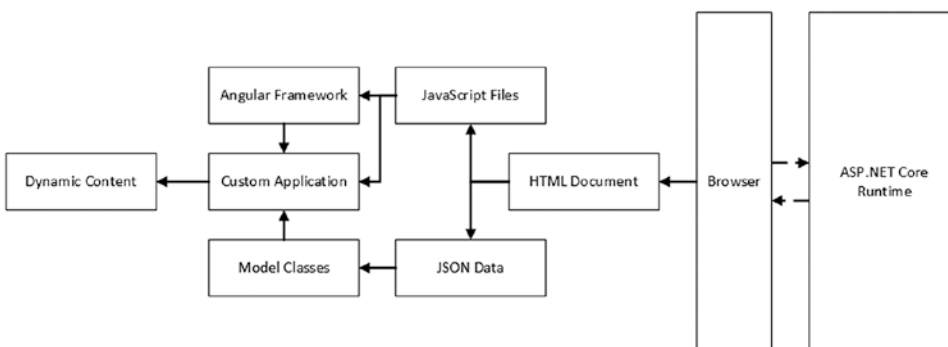 Angular Framework
JavaScript Files
Dynamic Content
Custom Application
HTML Document
Browser
ASP.NET Core
Runtime
Model Classes
JSON Data